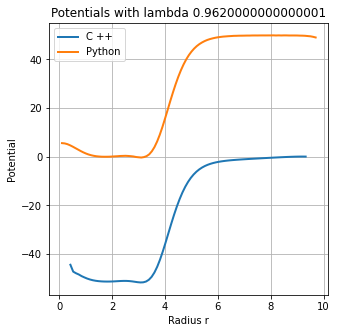 Potentials with lambda 0.9620000000000001
C ++
Python
40
20
0
−20
−40
Potential
0
2
4
6
8
10
Radius r